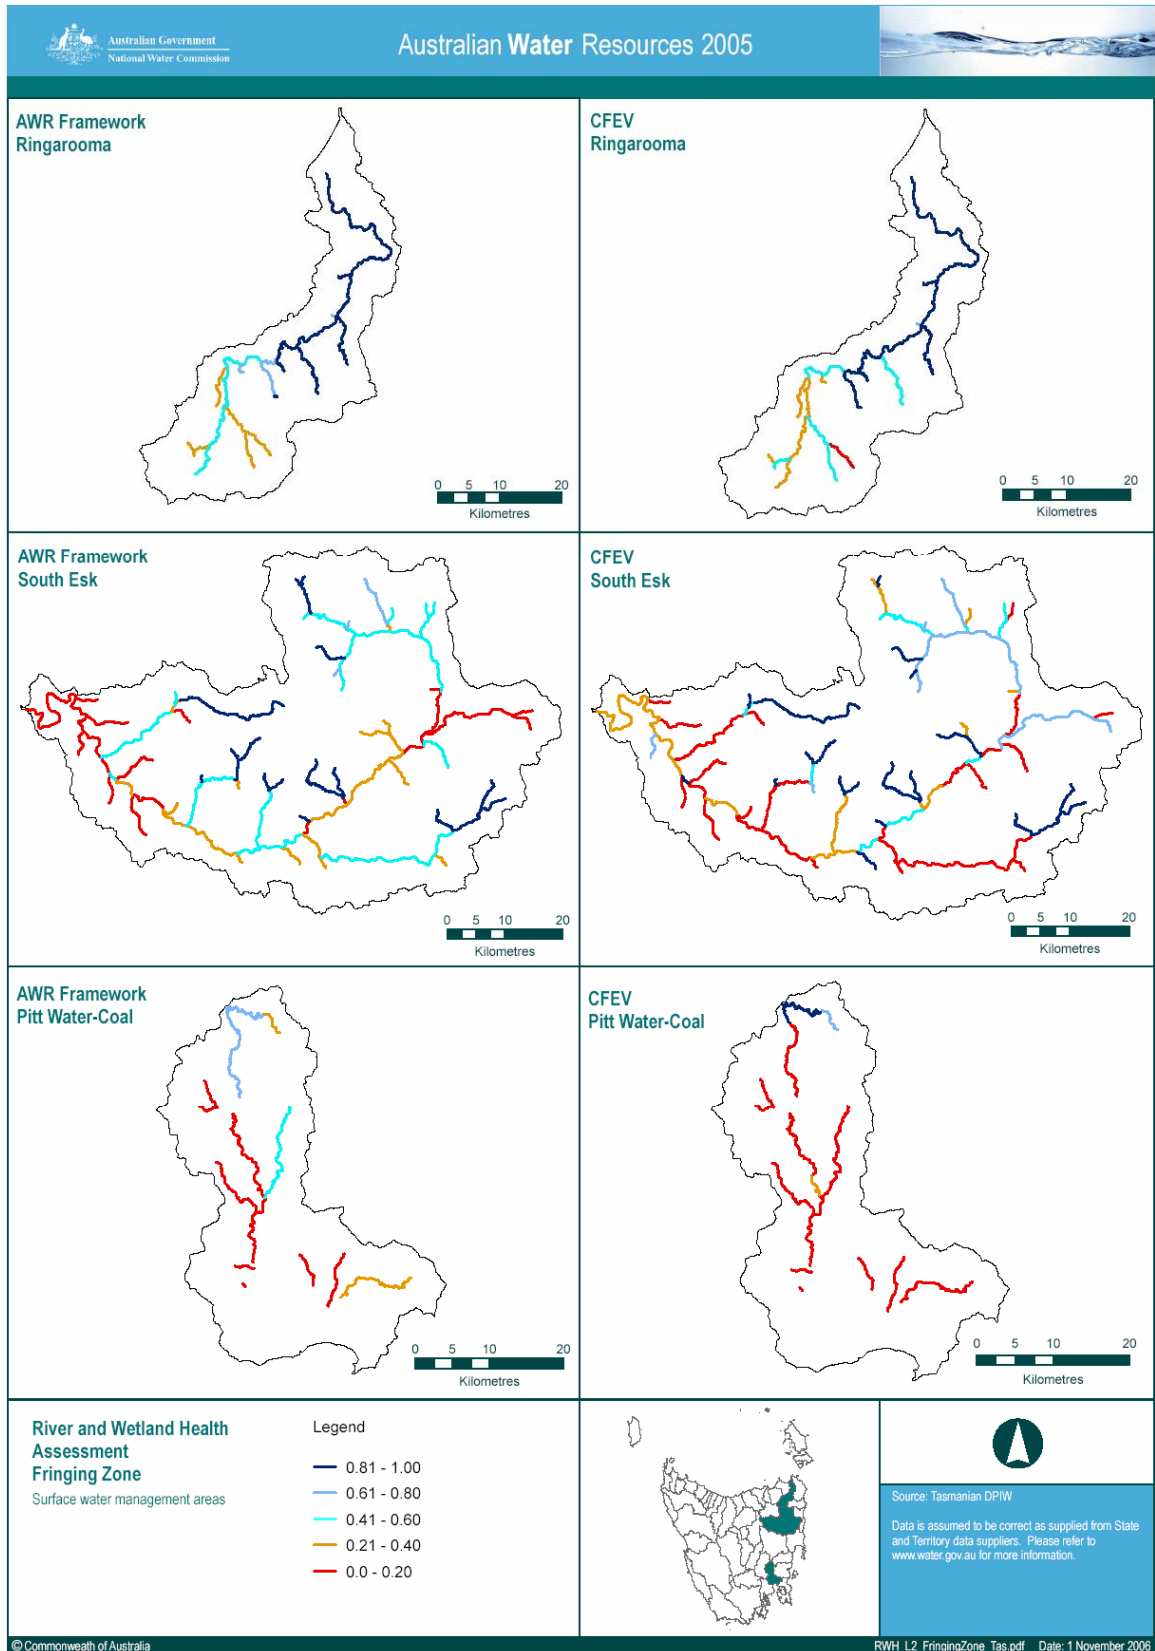 Australian Government
National Water Commission
Australian Water Resources 2005
AWR Framework
Ringarooma
0 5 10 20
Kilometres
CFEV
Ringarooma
0 5 10 20
Kilometres
AWR Framework
South Esk
0 5 10 20
Kilometres
CFEV
South Esk
0 5 10 20
Kilometres
AWR Framework
Pitt Water-Coal
0 5 10 20
Kilometres
CFEV
Pitt Water-Coal
0 5 10 20
Kilometres
River and Wetland Health
Assessment
Fringing Zone
Surface water management areas
Legend
0.81 - 1.00
0.61 - 0.80
0.41 - 0.60
0.21 - 0.40
0.0 - 0.20
Source: Tasmanian DPIW
Data is assumed to be correct as supplied from State
and Territory data suppliers. Please refer to
www.water.gov.au for more information.
© Commonweath of Australia
RWH_L2_FringingZone_Tas.pdf Date: 1 November 2006